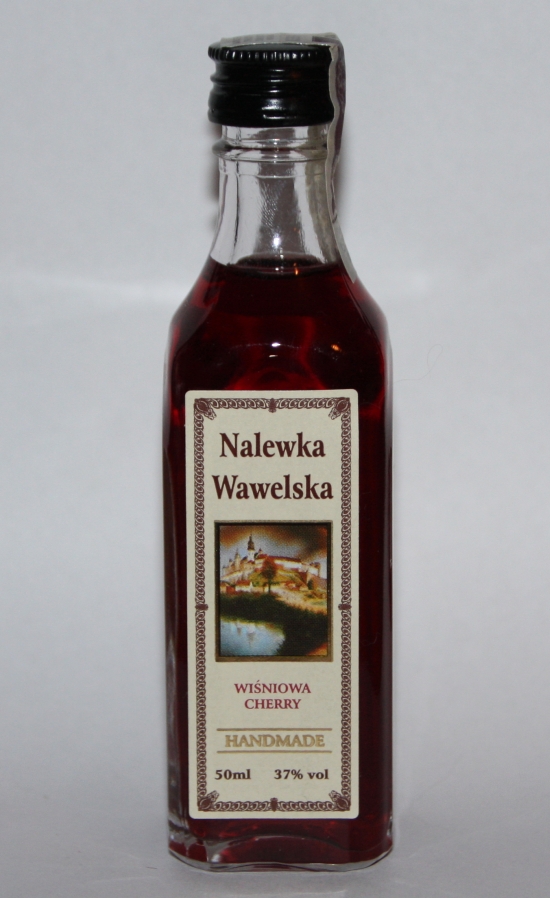 Nalewka
Wawelska
WIŚNIOWA
CHERRY
HANDMADE
50ml 37% vol